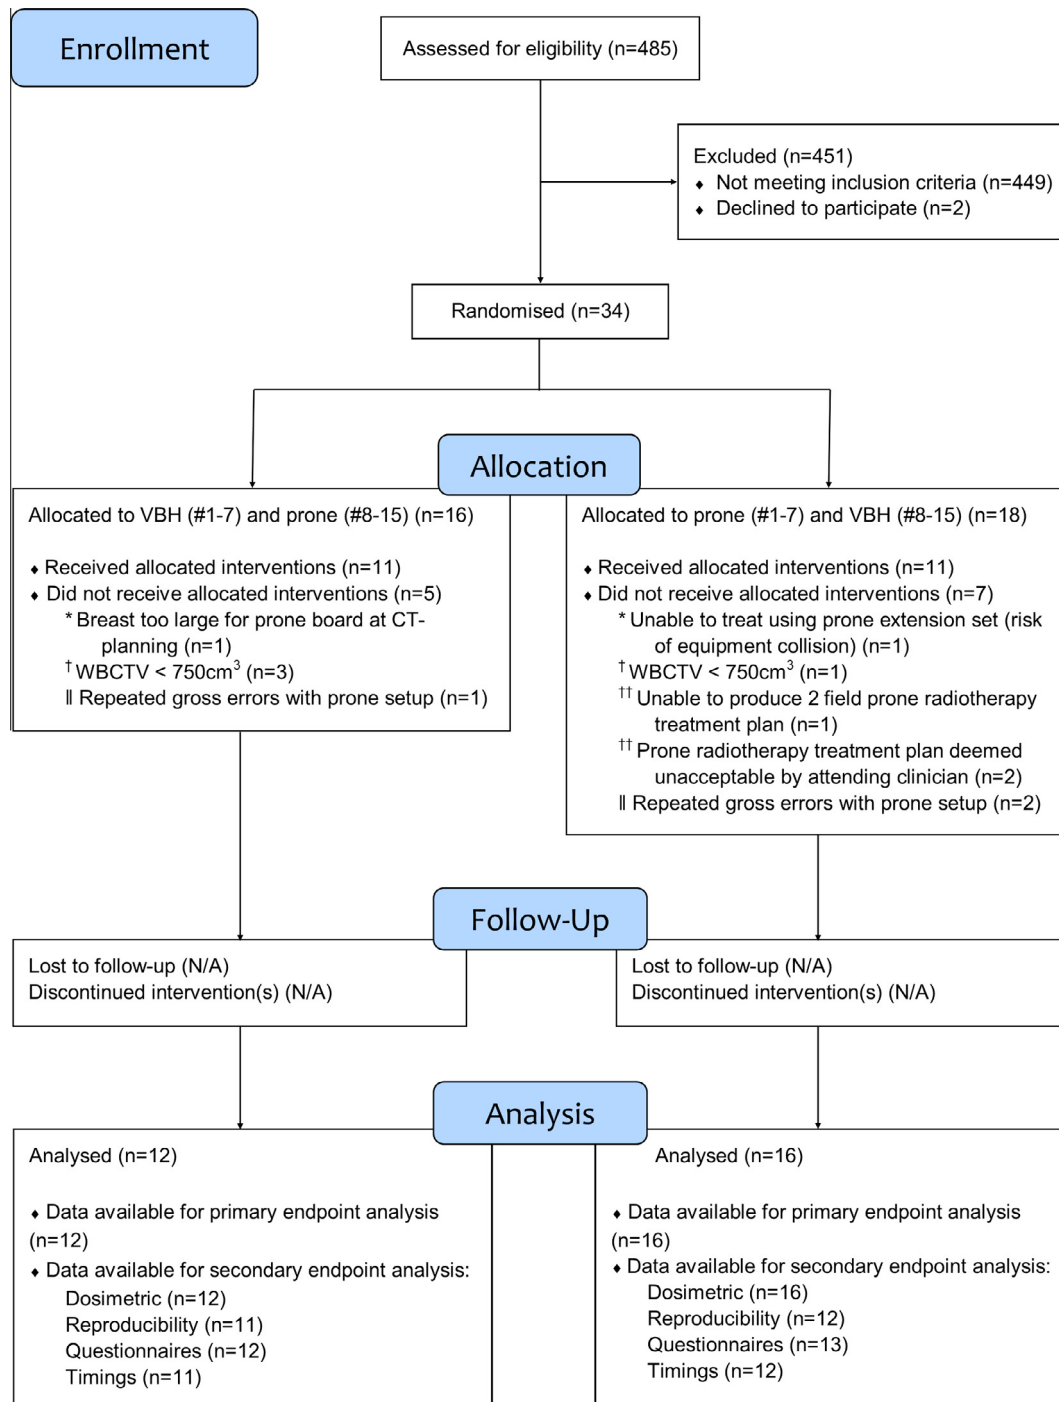 Enrollment
Assessed for eligibility (n=485)
Excluded (n=451)
♦ Not meeting inclusion criteria (n=449)
♦ Declined to participate (n=2)
Randomised (n=34)
Allocation
Allocated to VBH (#1-7) and prone (#8-15) (n=16)
♦ Received allocated interventions (n=11)
♦ Did not receive allocated interventions (n=5)
* Breast too large for prone board at CT-
planning (n=1)
† WBCTV < 750cm³ (n=3)
‖ Repeated gross errors with prone setup (n=1)
Allocated to prone (#1-7) and VBH (#8-15) (n=18)
♦ Received allocated interventions (n=11)
♦ Did not receive allocated interventions (n=7)
* Unable to treat using prone extension set (risk
of equipment collision) (n=1)
† WBCTV < 750cm³ (n=1)
†† Unable to produce 2 field prone radiotherapy
treatment plan (n=1)
†† Prone radiotherapy treatment plan deemed
unacceptable by attending clinician (n=2)
‖ Repeated gross errors with prone setup (n=2)
Follow-Up
Lost to follow-up (N/A)
Discontinued intervention(s) (N/A)
Lost to follow-up (N/A)
Discontinued intervention(s) (N/A)
Analysis
Analysed (n=12)
♦ Data available for primary endpoint analysis
(n=12)
♦ Data available for secondary endpoint analysis:
Dosimetric (n=12)
Reproducibility (n=11)
Questionnaires (n=12)
Timings (n=11)
Analysed (n=16)
♦ Data available for primary endpoint analysis
(n=16)
♦ Data available for secondary endpoint analysis:
Dosimetric (n=16)
Reproducibility (n=12)
Questionnaires (n=13)
Timings (n=12)